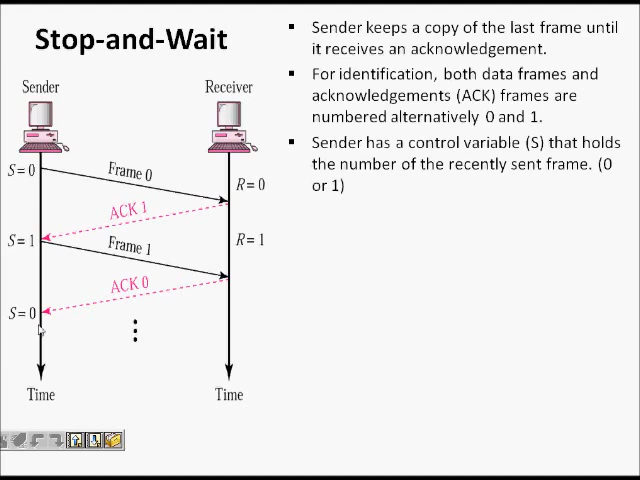 Stop-and-Wait
Sender
Receiver
S = 0
Frame 0
R = 0
ACK 1
S = 1
Frame 1
R = 1
ACK 0
S = 0
Time
Time
Sender keeps a copy of the last frame until
it receives an acknowledgement.
For identification, both data frames and
acknowledgements (ACK) frames are
numbered alternatively 0 and 1.
Sender has a control variable (S) that holds
the number of the recently sent frame. (0
or 1)